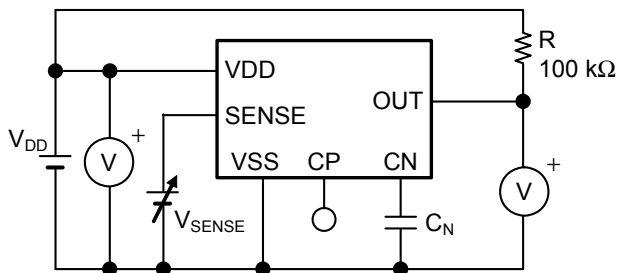 R
100 kΩ
VDD
OUT
SENSE
V_DD
+
V
VSS CP CN
+
V
V_SENSE
C_N